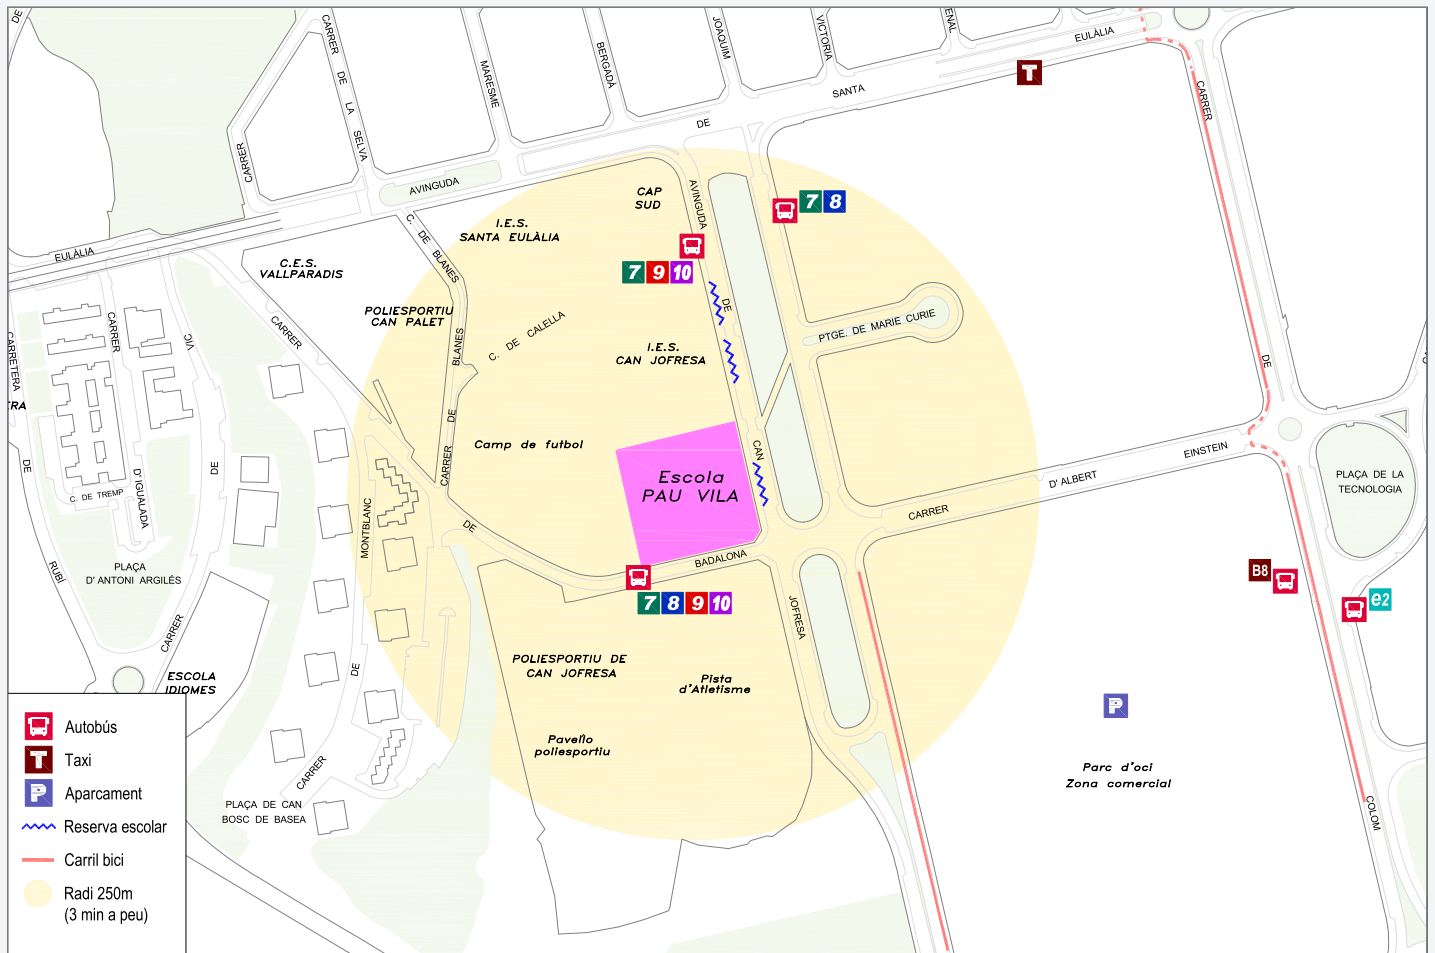 DE
CARRER
DE
LA
SELVA
MARESME
BERGADÀ
JOAQUIM
VICTORIA
ENAL
EULÀLIA
T
SANTA
DE
CARRER
CARRER
AVINGUDA
CAP
SUD
AVINGUDA
7 8
C. DE BLANES
I.E.S.
SANTA EULÀLIA
EULÀLIA
C.E.S.
VALLPARADIS
7 9 10
POLIESPORTIU
CAN PALET
CARRER
VIC
CARRER
CARRETERA
BLANES
C. DE CALELLA
DE
PTGE. DE MARIE CURIE
I.E.S.
CAN JOFRESA
DE
ERA
DE
Camp de futbol
CAN
CARRER
DE
DE
D'IGUALADA
C. DE TREMP
Escola
PAU VILA
EINSTEIN
D' ALBERT
CARRER
PLAÇA DE LA
TECNOLOGIA
MONTBLANC
DE
BADALONA
PLAÇA
D' ANTONI ARGILÉS
RUBÍ
7 8 9 10
JOFRESA
B8
e2
CARRER
DE
ESCOLA
IDIOMES
POLIESPORTIU DE
CAN JOFRESA
Pista
d'Atletisme
P
Pavelló
poliesportiu
CARRER
Parc d'oci
Zona comercial
COLOM
PLAÇA DE CAN
BOSC DE BASEA
Autobús
T Taxi
P Aparcament
Reserva escolar
Carril bici
Radi 250m
(3 min a peu)